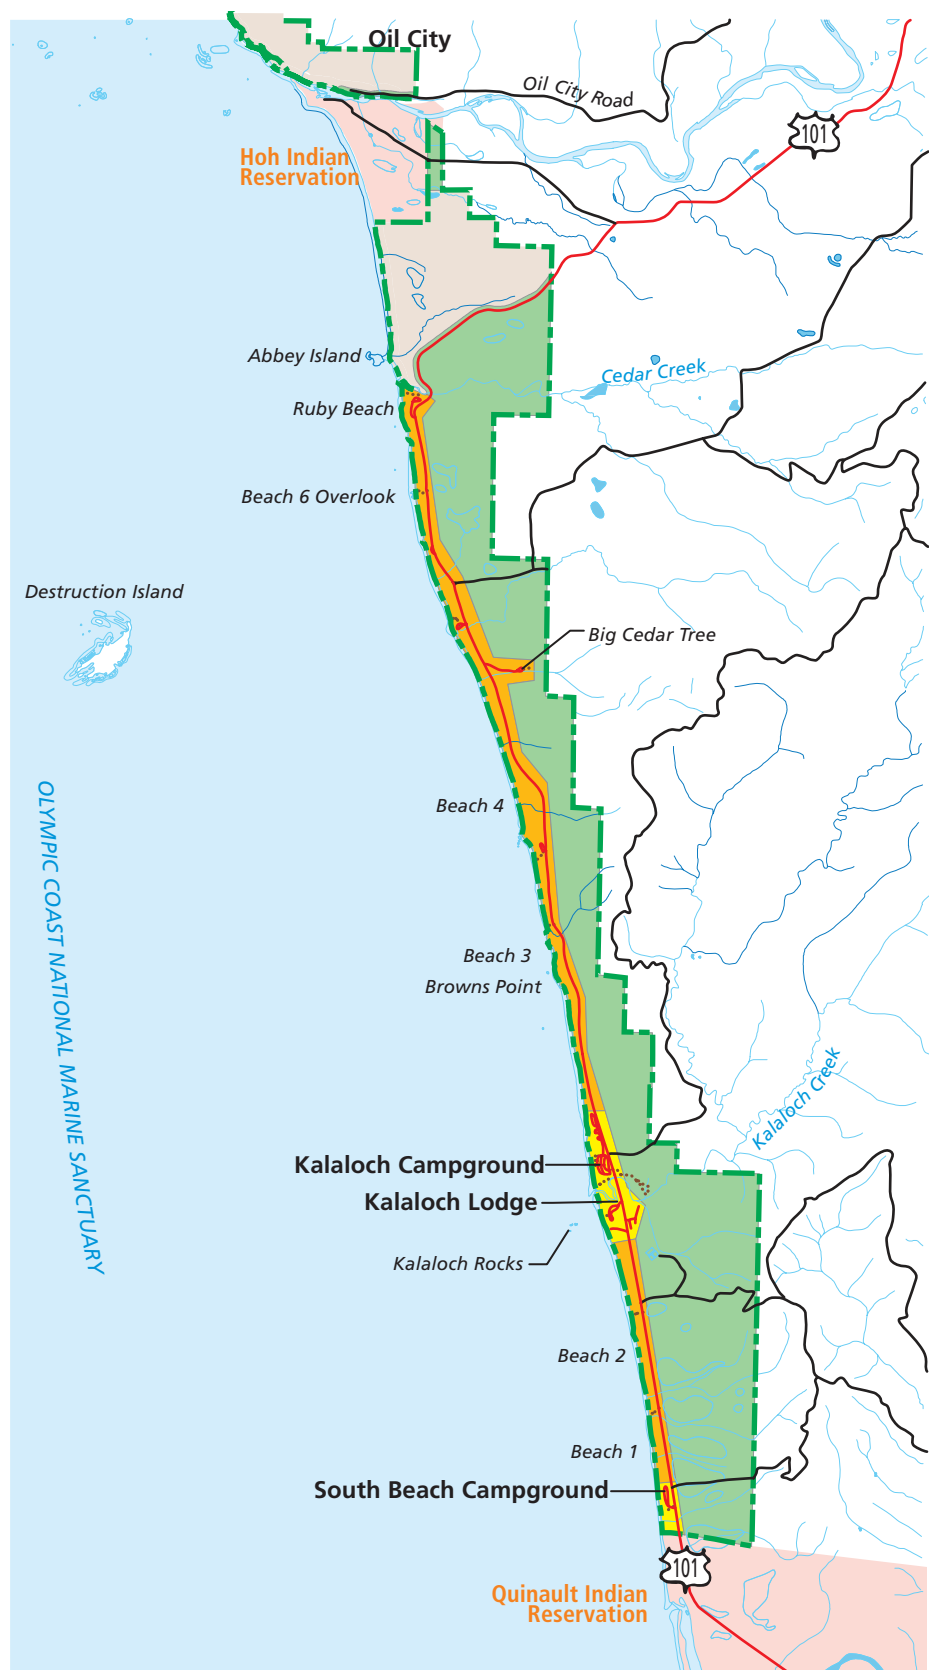 Oil City
Oil City Road
101
Hoh Indian
Reservation
Abbey Island
Cedar Creek
Ruby Beach
Beach 6 Overlook
Destruction Island
Big Cedar Tree
OLYMPIC COAST NATIONAL MARINE SANCTUARY
Beach 4
Beach 3
Browns Point
Kalaloch Creek
Kalaloch Campground
Kalaloch Lodge
Kalaloch Rocks
Beach 2
Beach 1
South Beach Campground
101
Quinault Indian
Reservation